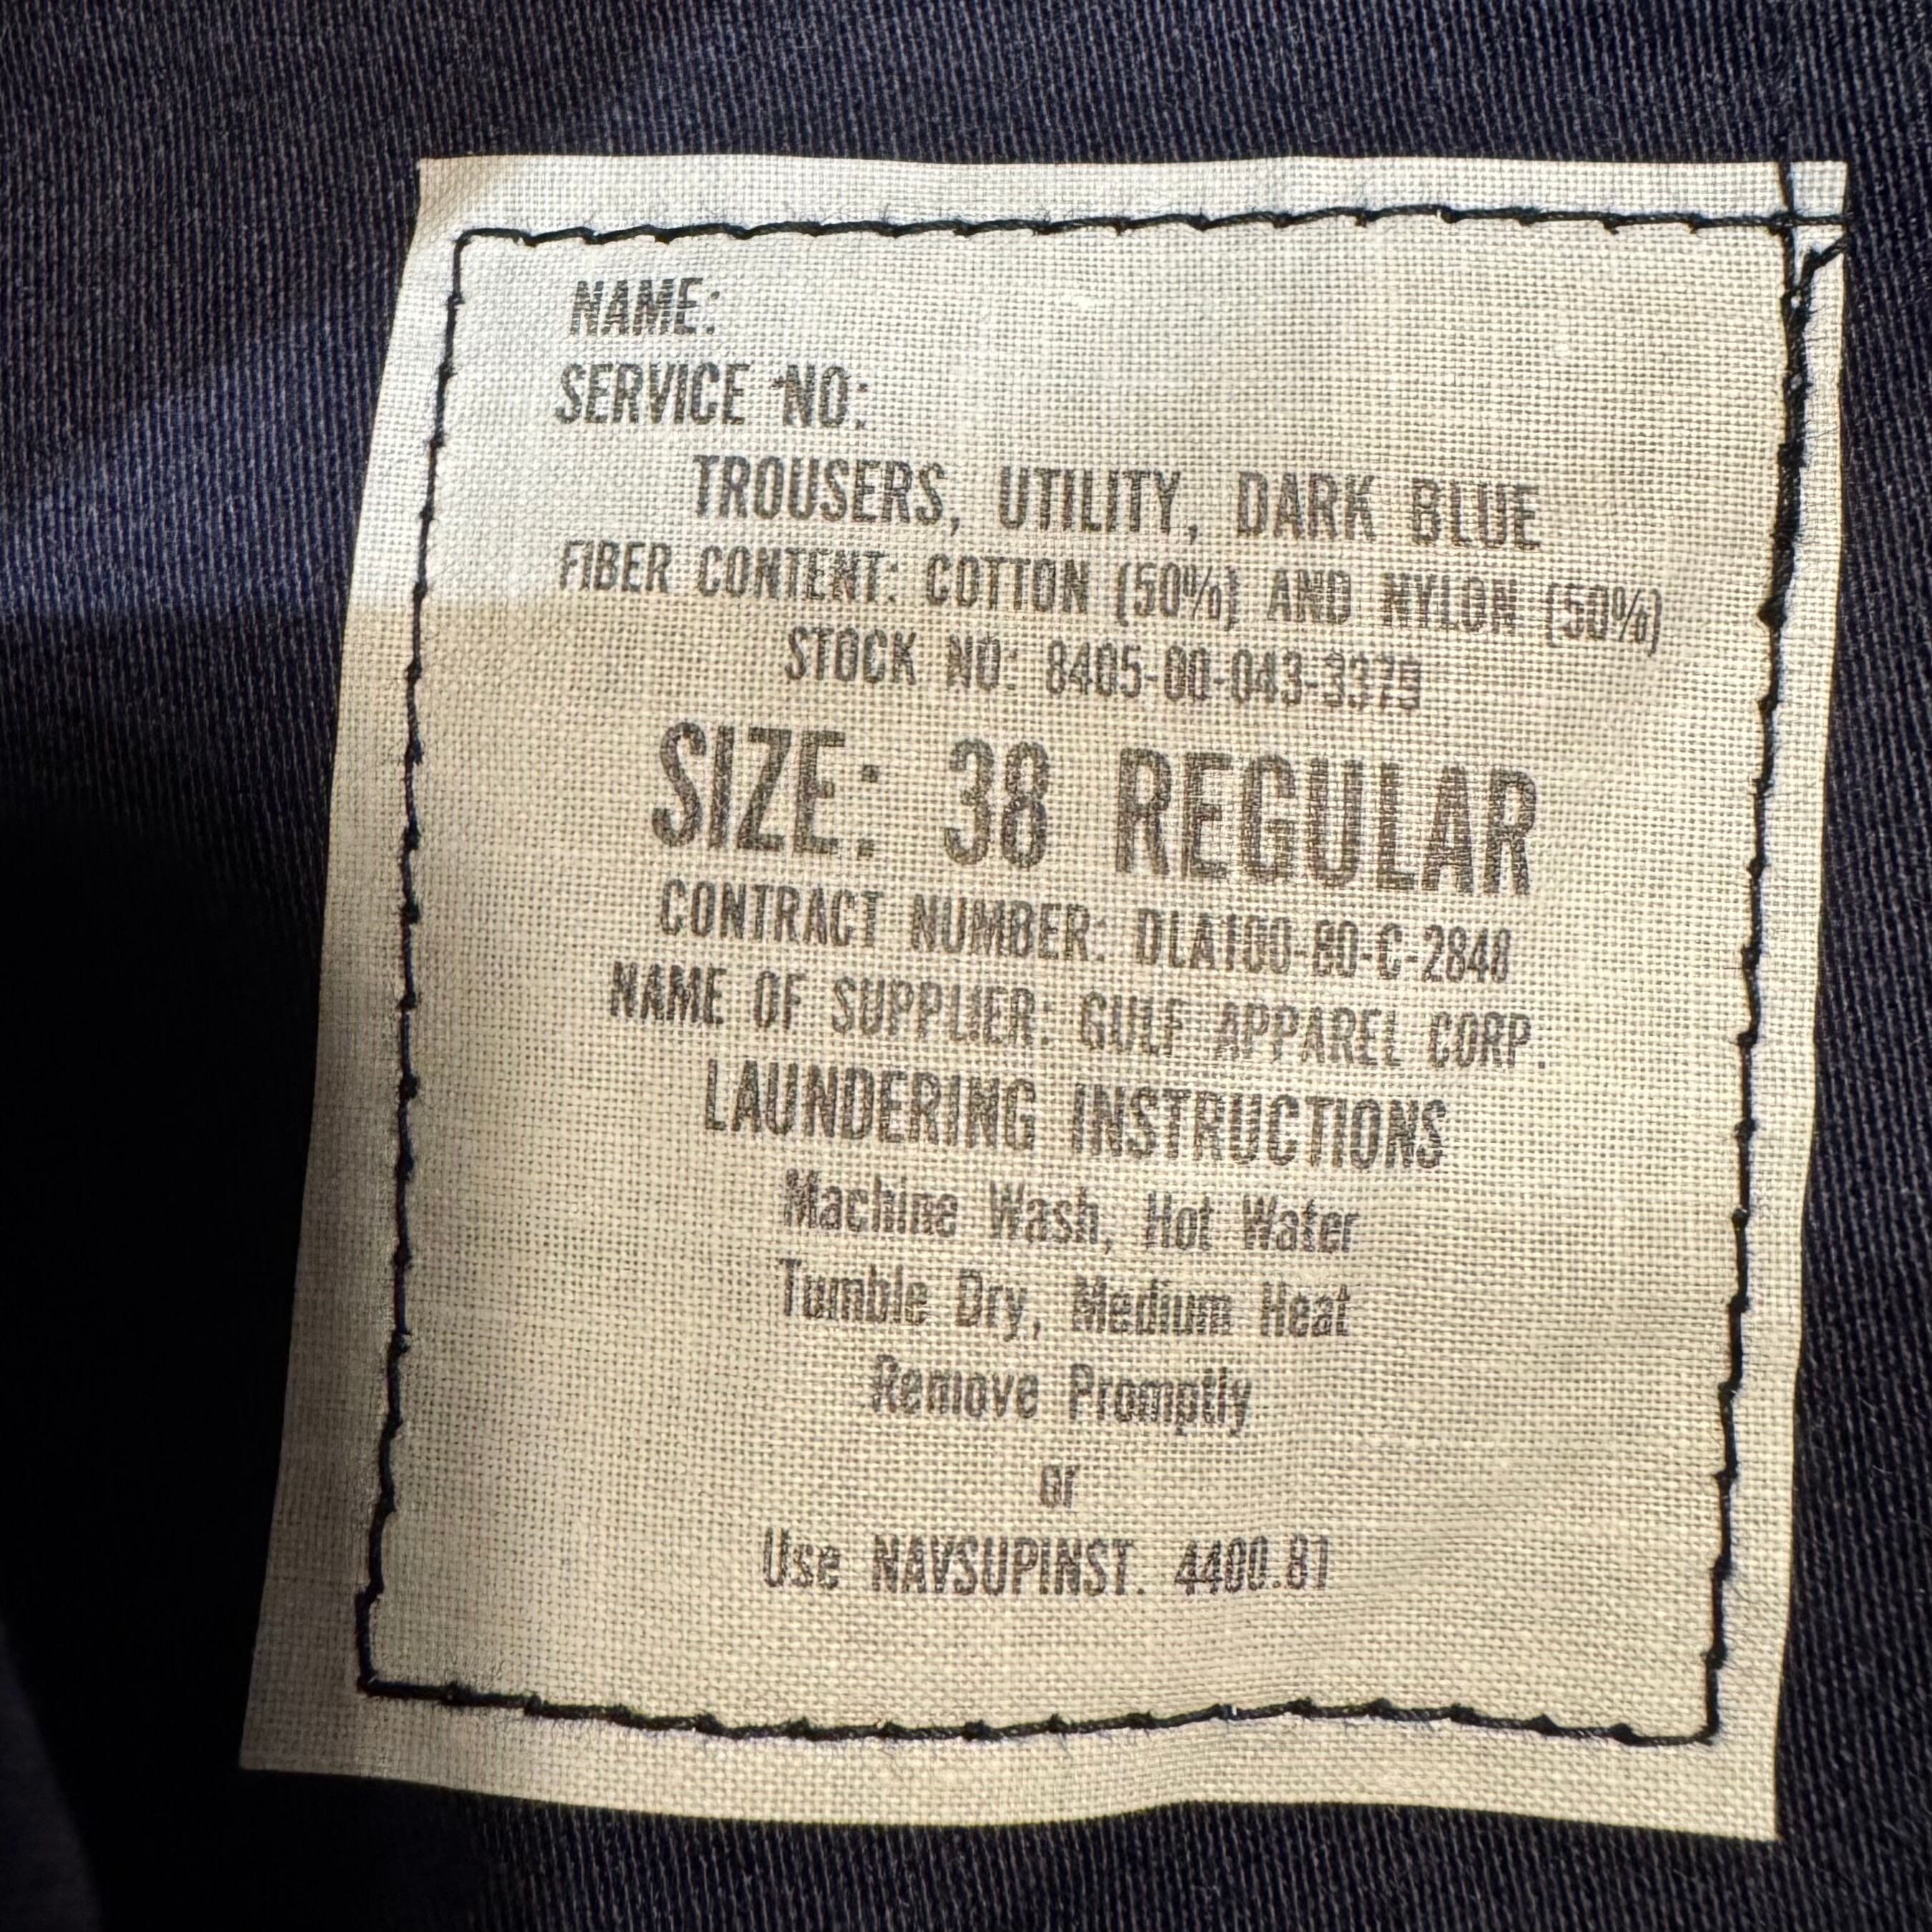 NAME:
SERVICE NO:
TROUSERS, UTILITY, DARK BLUE
FIBER CONTENT: COTTON (50%) AND NYLON (50%)
STOCK NO: 8405-00-043-3379
SIZE: 38 REGULAR
CONTRACT NUMBER: DLA100-80-C-2848
NAME OF SUPPLIER: GULF APPAREL CORP.
LAUNDERING INSTRUCTIONS
Machine Wash, Hot Water
Tumble Dry, Medium Heat
Remove Promptly
or
Use NAVSUPINST. 4400.81